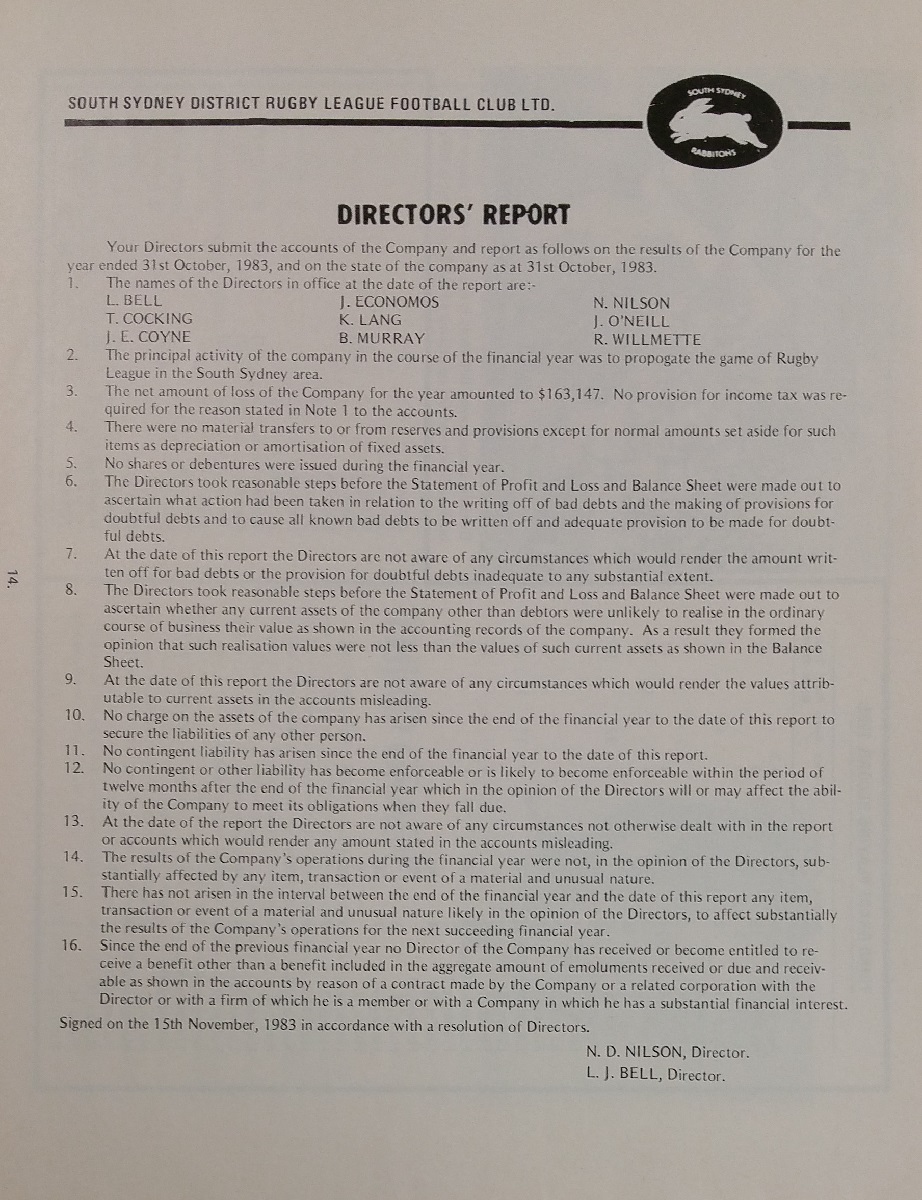 SOUTH SYDNEY DISTRICT RUGBY LEAGUE FOOTBALL CLUB LTD.
SOUTH SYDNEY
RABBITOHS
DIRECTORS' REPORT
Your Directors submit the accounts of the Company and report as follows on the results of the Company for the
year ended 31st October, 1983, and on the state of the company as at 31st October, 1983.
1. The names of the Directors in office at the date of the report are:-
L. BELL J. ECONOMOS N. NILSON
T. COCKING K. LANG J. O'NEILL
J. E. COYNE B. MURRAY R. WILLMETTE
2. The principal activity of the company in the course of the financial year was to propogate the game of Rugby
League in the South Sydney area.
3. The net amount of loss of the Company for the year amounted to $163,147. No provision for income tax was re-
quired for the reason stated in Note 1 to the accounts.
4. There were no material transfers to or from reserves and provisions except for normal amounts set aside for such
items as depreciation or amortisation of fixed assets.
5. No shares or debentures were issued during the financial year.
6. The Directors took reasonable steps before the Statement of Profit and Loss and Balance Sheet were made out to
ascertain what action had been taken in relation to the writing off of bad debts and the making of provisions for
doubtful debts and to cause all known bad debts to be written off and adequate provision to be made for doubt-
ful debts.
7. At the date of this report the Directors are not aware of any circumstances which would render the amount writ-
ten off for bad debts or the provision for doubtful debts inadequate to any substantial extent.
8. The Directors took reasonable steps before the Statement of Profit and Loss and Balance Sheet were made out to
ascertain whether any current assets of the company other than debtors were unlikely to realise in the ordinary
course of business their value as shown in the accounting records of the company. As a result they formed the
opinion that such realisation values were not less than the values of such current assets as shown in the Balance
Sheet.
9. At the date of this report the Directors are not aware of any circumstances which would render the values attrib-
utable to current assets in the accounts misleading.
10. No charge on the assets of the company has arisen since the end of the financial year to the date of this report to
secure the liabilities of any other person.
11. No contingent liability has arisen since the end of the financial year to the date of this report.
12. No contingent or other liability has become enforceable or is likely to become enforceable within the period of
twelve months after the end of the financial year which in the opinion of the Directors will or may affect the abil-
ity of the Company to meet its obligations when they fall due.
13. At the date of the report the Directors are not aware of any circumstances not otherwise dealt with in the report
or accounts which would render any amount stated in the accounts misleading.
14. The results of the Company's operations during the financial year were not, in the opinion of the Directors, sub-
stantially affected by any item, transaction or event of a material and unusual nature.
15. There has not arisen in the interval between the end of the financial year and the date of this report any item,
transaction or event of a material and unusual nature likely in the opinion of the Directors, to affect substantially
the results of the Company's operations for the next succeeding financial year.
16. Since the end of the previous financial year no Director of the Company has received or become entitled to re-
ceive a benefit other than a benefit included in the aggregate amount of emoluments received or due and receiv-
able as shown in the accounts by reason of a contract made by the Company or a related corporation with the
Director or with a firm of which he is a member or with a Company in which he has a substantial financial interest.
Signed on the 15th November, 1983 in accordance with a resolution of Directors.
N. D. NILSON, Director.
L. J. BELL, Director.
14.